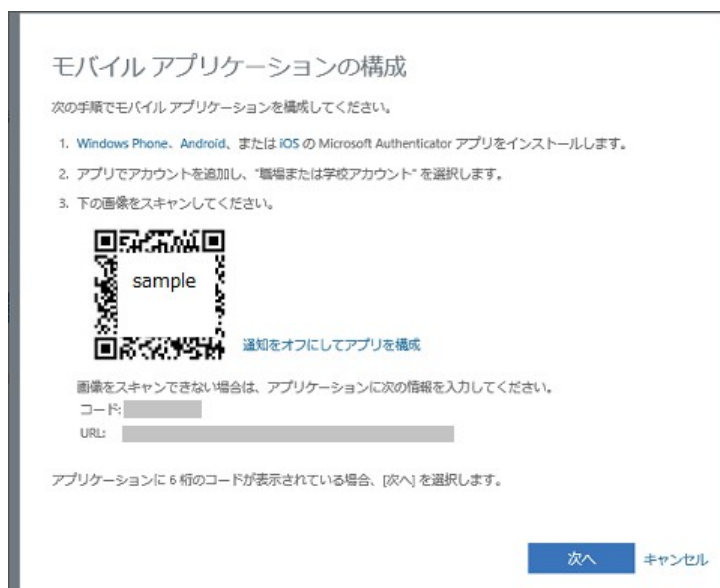 モバイル アプリケーションの構成
次の手順でモバイル アプリケーションを構成してください。
1. Windows Phone、Android、または iOS の Microsoft Authenticator アプリをインストールします。
2. アプリでアカウントを追加し、"職場または学校アカウント" を選択します。
3. 下の画像をスキャンしてください。
sample
通知をオフにしてアプリを構成
画像をスキャンできない場合は、アプリケーションに次の情報を入力してください。
コード:
URL:
アプリケーションに 6 桁のコードが表示されている場合、[次へ] を選択します。
次へ キャンセル